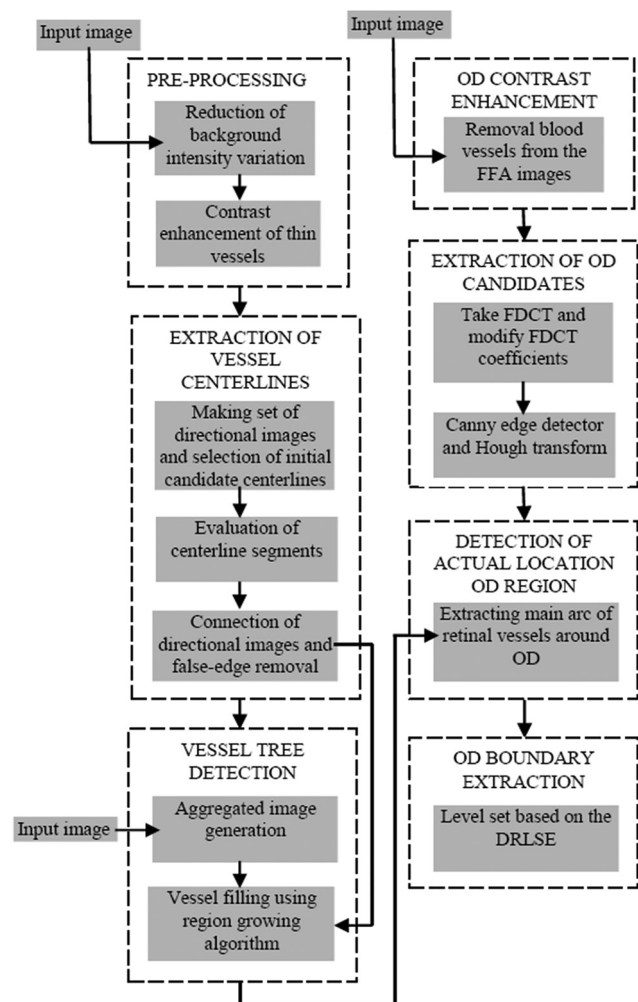 Input image
PRE-PROCESSING
Reduction of
background
intensity variation
Contrast
enhancement of thin
vessels
EXTRACTION OF
VESSEL
CENTERLINES
Making set of
directional images
and selection of initial
candidate centerlines
Evaluation of
centerline segments
Connection of
directional images and
false-edge removal
VESSEL TREE
DETECTION
Input image
Aggregated image
generation
Vessel filling using
region growing
algorithm
Input image
OD CONTRAST
ENHANCEMENT
Removal blood
vessels from the
FFA images
EXTRACTION OF OD
CANDIDATES
Take FDCT and
modify FDCT
coefficients
Canny edge detector
and Hough transform
DETECTION OF
ACTUAL LOCATION
OD REGION
Extracting main arc of
retinal vessels around
OD
OD BOUNDARY
EXTRACTION
Level set based on the
DRLSE